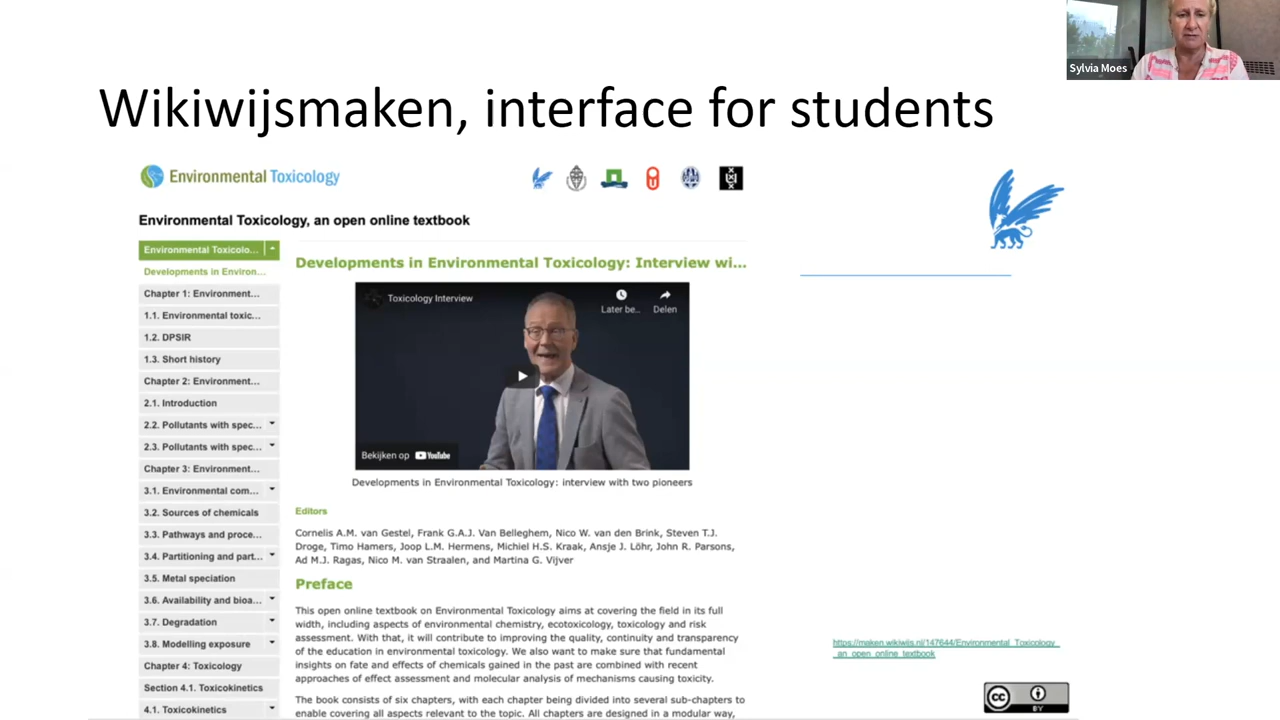 Sylvia Moes
Wikiwijsmaken, interface for students
Environmental Toxicology
Environmental Toxicology, an open online textbook
Environmental Toxicolo...
Developments in Environ...
Chapter 1: Environment...
1.1. Environmental toxic...
1.2. DPSIR
1.3. Short history
Chapter 2: Environment...
2.1. Introduction
2.2. Pollutants with spec...
2.3. Pollutants with spec...
Chapter 3: Environment...
3.1. Environmental com...
3.2. Sources of chemicals
3.3. Pathways and proce...
3.4. Partitioning and part...
3.5. Metal speciation
3.6. Availability and bioa...
3.7. Degradation
3.8. Modelling exposure
Chapter 4: Toxicology
Section 4.1. Toxicokinetics
4.1. Toxicokinetics
Developments in Environmental Toxicology: Interview wi...
Toxicology Interview
Later be...
Delen
Bekijken op YouTube
Developments in Environmental Toxicology: interview with two pioneers
Editors
Cornelis A.M. van Gestel, Frank G.A.J. Van Belleghem, Nico W. van den Brink, Steven T.J.
Droge, Timo Hamers, Joop L.M. Hermens, Michiel H.S. Kraak, Ansje J. Löhr, John R. Parsons,
Ad M.J. Ragas, Nico M. van Straalen, and Martina G. Vijver
Preface
This open online textbook on Environmental Toxicology aims at covering the field in its full
width, including aspects of environmental chemistry, ecotoxicology, toxicology and risk
assessment. With that, it will contribute to improving the quality, continuity and transparency
of the education in environmental toxicology. We also want to make sure that fundamental
insights on fate and effects of chemicals gained in the past are combined with recent
approaches of effect assessment and molecular analysis of mechanisms causing toxicity.
The book consists of six chapters, with each chapter being divided into several sub-chapters to
enable covering all aspects relevant to the topic. All chapters are designed in a modular way,
https://maken.wikiwijs.nl/147644/Environmental_Toxicology_
_an_open_online_textbook
cc
BY